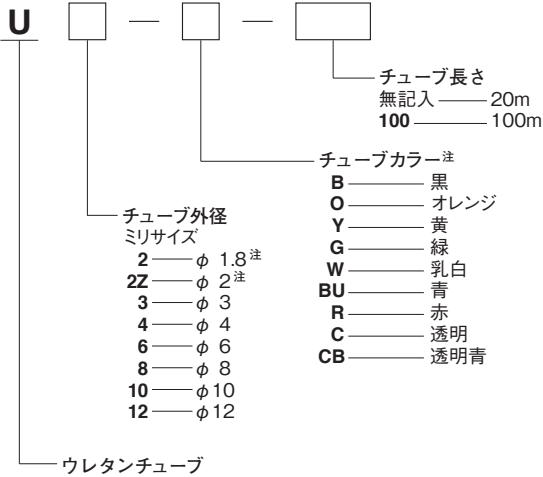 U □ — □ — □
チューブ長さ
無記入 —— 20m
100 —— 100m
チューブカラー注
B —— 黒
O —— オレンジ
Y —— 黄
G —— 緑
W —— 乳白
BU —— 青
R —— 赤
C —— 透明
CB —— 透明青
チューブ外径
ミリサイズ
2 —— φ 1.8注
2Z —— φ 2注
3 —— φ 3
4 —— φ 4
6 —— φ 6
8 —— φ 8
10 —— φ10
12 —— φ12
ウレタンチューブ